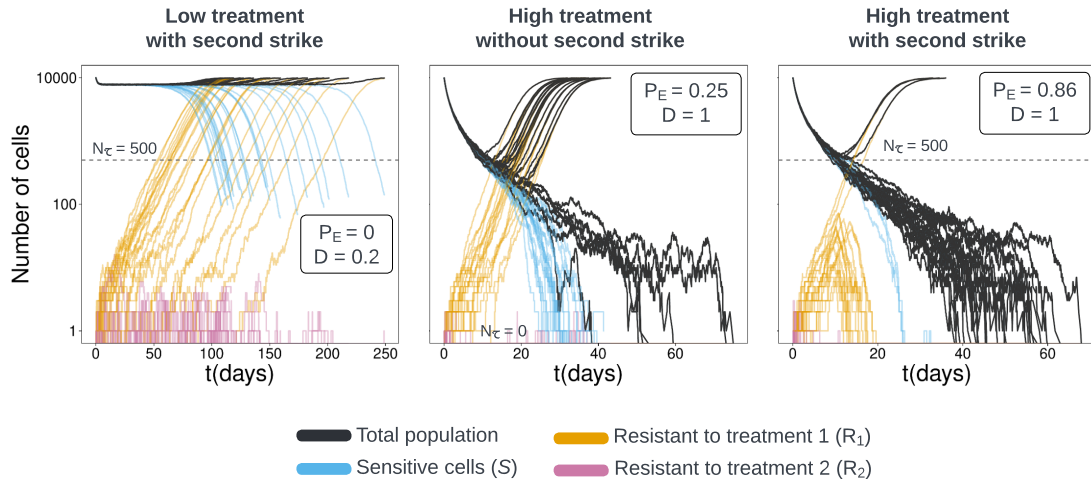 Low treatment
with second strike
High treatment
without second strike
High treatment
with second strike
Number of cells
10000
100
1
Nτ = 500
PE = 0
D = 0.2
0
50
100
150
200
250
t(days)
PE = 0.25
D = 1
Nτ = 0
0
20
40
60
t(days)
PE = 0.86
D = 1
Nτ = 500
0
20
40
60
t(days)
Total population
Sensitive cells (S)
Resistant to treatment 1 (R1)
Resistant to treatment 2 (R2)